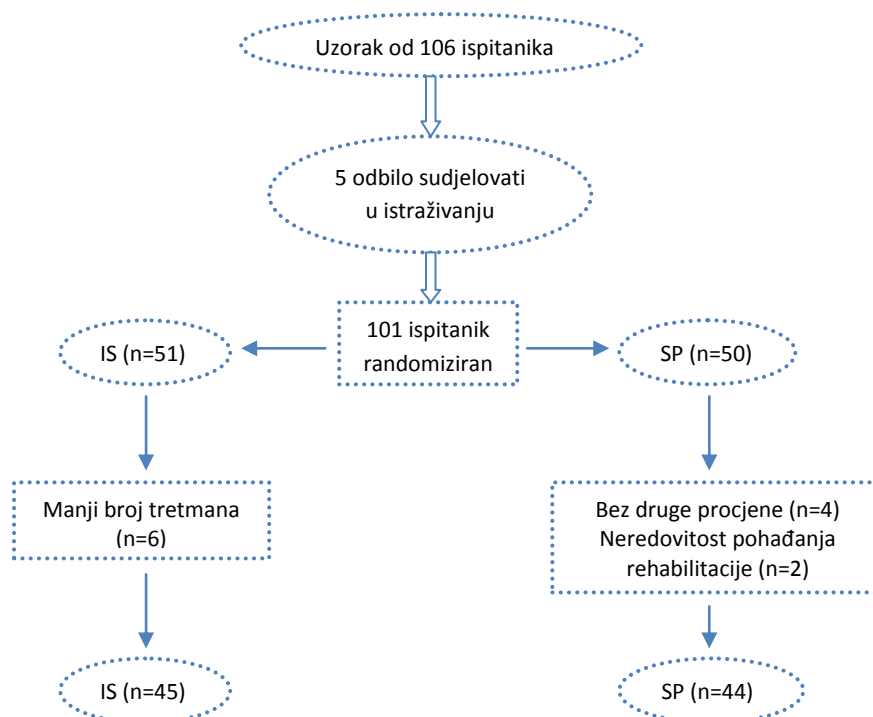 Uzorak od 106 ispitanika
5 odbilo sudjelovati
u istraživanju
101 ispitanik
randomiziran
IS (n=51)
SP (n=50)
Manji broj tretmana
(n=6)
Bez druge procjene (n=4)
Neredovitost pohađanja
rehabilitacije (n=2)
IS (n=45)
SP (n=44)